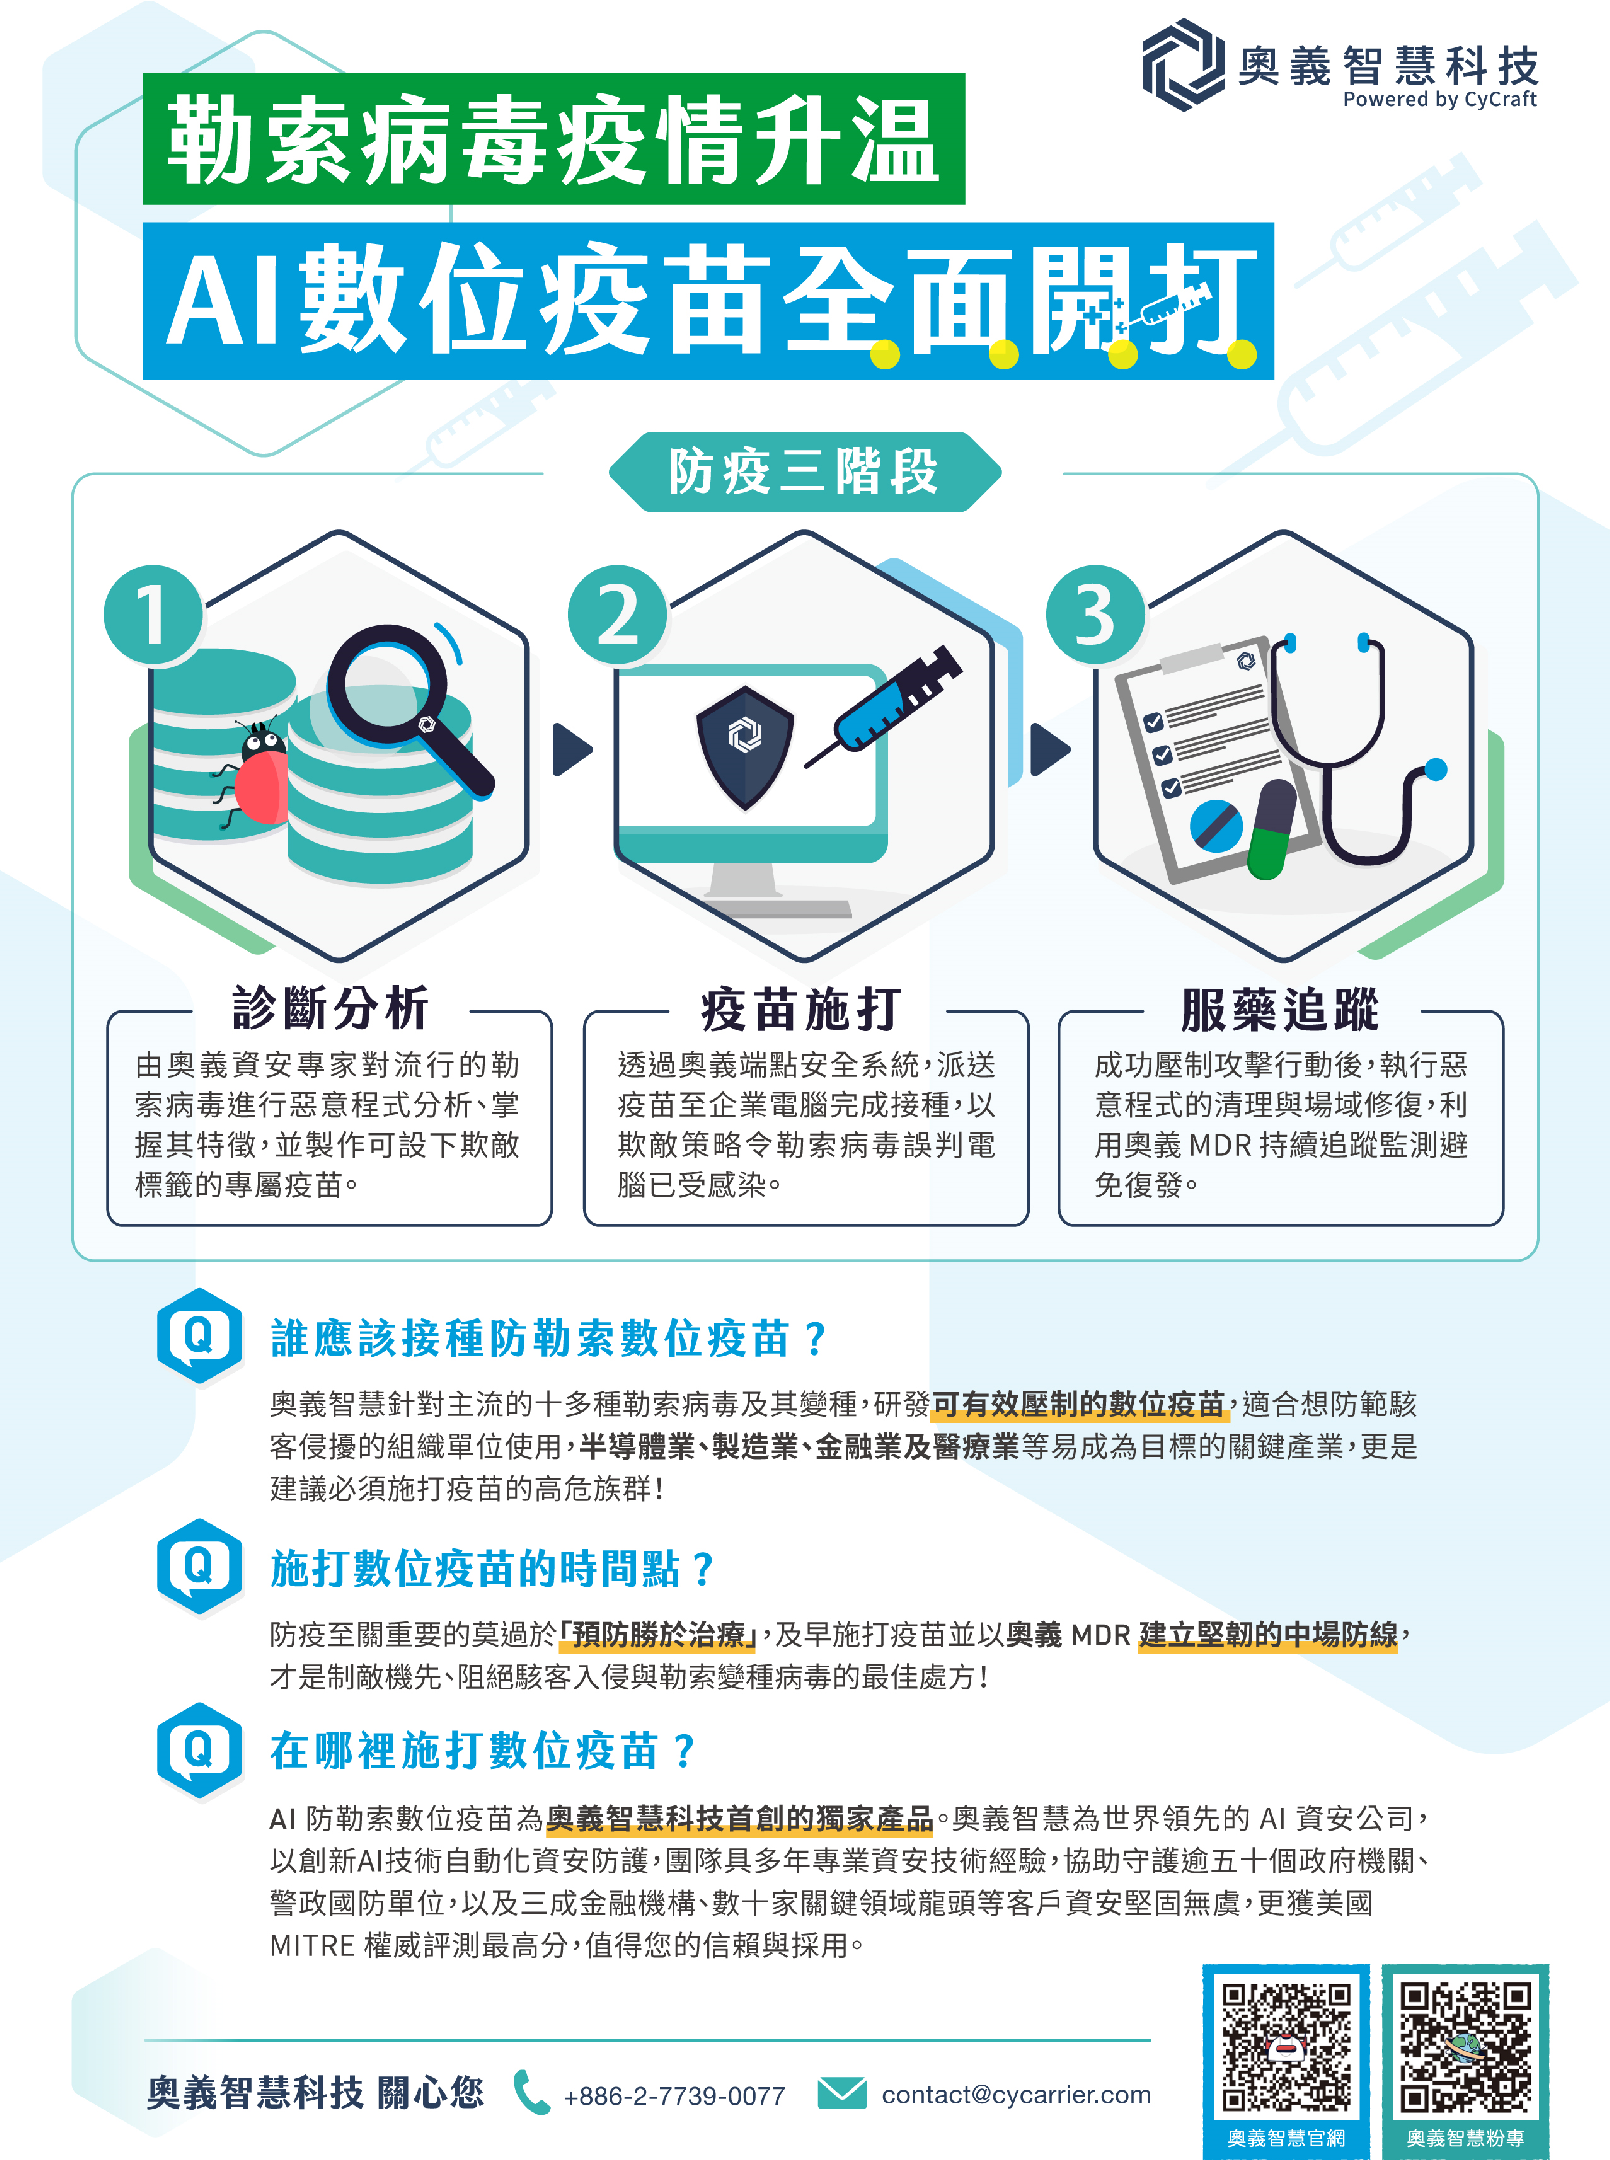 奧義智慧科技
Powered by CyCraft
勒索病毒疫情升温
AI數位疫苗全面開打
防疫三階段
1
2
3
診斷分析
由奧義資安專家對流行的勒
索病毒進行惡意程式分析、掌
握其特徵,並製作可設下欺敵
標籤的專屬疫苗。
疫苗施打
透過奧義端點安全系統,派送
疫苗至企業電腦完成接種,以
欺敵策略令勒索病毒誤判電
腦已受感染。
服藥追蹤
成功壓制攻擊行動後,執行惡
意程式的清理與場域修復,利
用奧義 MDR 持續追蹤監測避
免復發。
Q
誰應該接種防勒索數位疫苗？
奧義智慧針對主流的十多種勒索病毒及其變種,研發可有效壓制的數位疫苗,適合想防範駭
客侵擾的組織單位使用,半導體業、製造業、金融業及醫療業等易成為目標的關鍵產業,更是
建議必須施打疫苗的高危族群!
Q
施打數位疫苗的時間點？
防疫至關重要的莫過於「預防勝於治療」,及早施打疫苗並以奧義 MDR 建立堅韌的中場防線,
才是制敵機先、阻絕駭客入侵與勒索變種病毒的最佳處方!
Q
在哪裡施打數位疫苗？
AI 防勒索數位疫苗為奧義智慧科技首創的獨家產品。奧義智慧為世界領先的 AI 資安公司,
以創新AI技術自動化資安防護,團隊具多年專業資安技術經驗,協助守護逾五十個政府機關、
警政國防單位,以及三成金融機構、數十家關鍵領域龍頭等客戶資安堅固無虞,更獲美國
MITRE 權威評測最高分,值得您的信賴與採用。
奧義智慧科技 關心您
+886-2-7739-0077
contact@cycarrier.com
奧義智慧官網
奧義智慧粉專